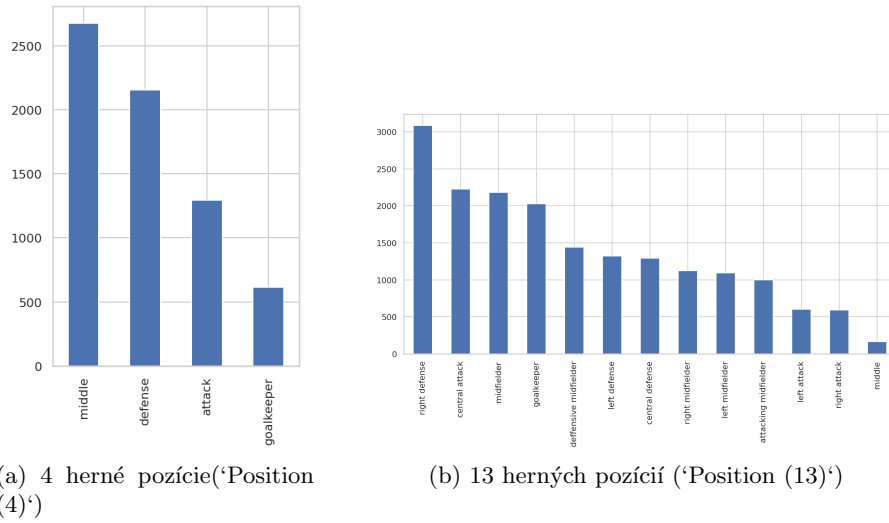 2500
2000
1500
1000
500
0
middle
defense
attack
goalkeeper
(a) 4 herné pozície(‘Position
(4)‘)
3000
2500
2000
1500
1000
500
0
right defense
central attack
midfielder
goalkeeper
deffensive midfielder
left defense
central defense
right midfielder
left midfielder
attacking midfielder
left attack
right attack
middle
(b) 13 herných pozícií (‘Position (13)‘)